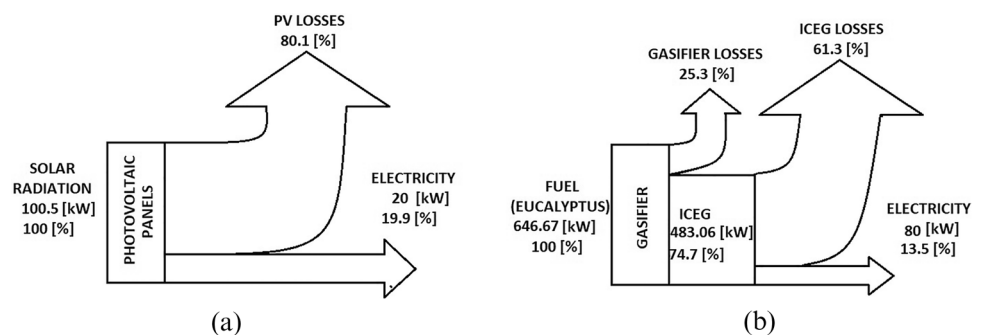 PV LOSSES
80.1 [%]
SOLAR
RADIATION
100.5 [kW]
100 [%]
PHOTOVOLTAIC
PANELS
ELECTRICITY
20 [kW]
19.9 [%]
(a)
ICEG LOSSES
61.3 [%]
GASIFIER LOSSES
25.3 [%]
FUEL
(EUCALYPTUS)
646.67 [kW]
100 [%]
GASIFIER
ICEG
483.06 [kW]
74.7 [%]
ELECTRICITY
80 [kW]
13.5 [%]
(b)